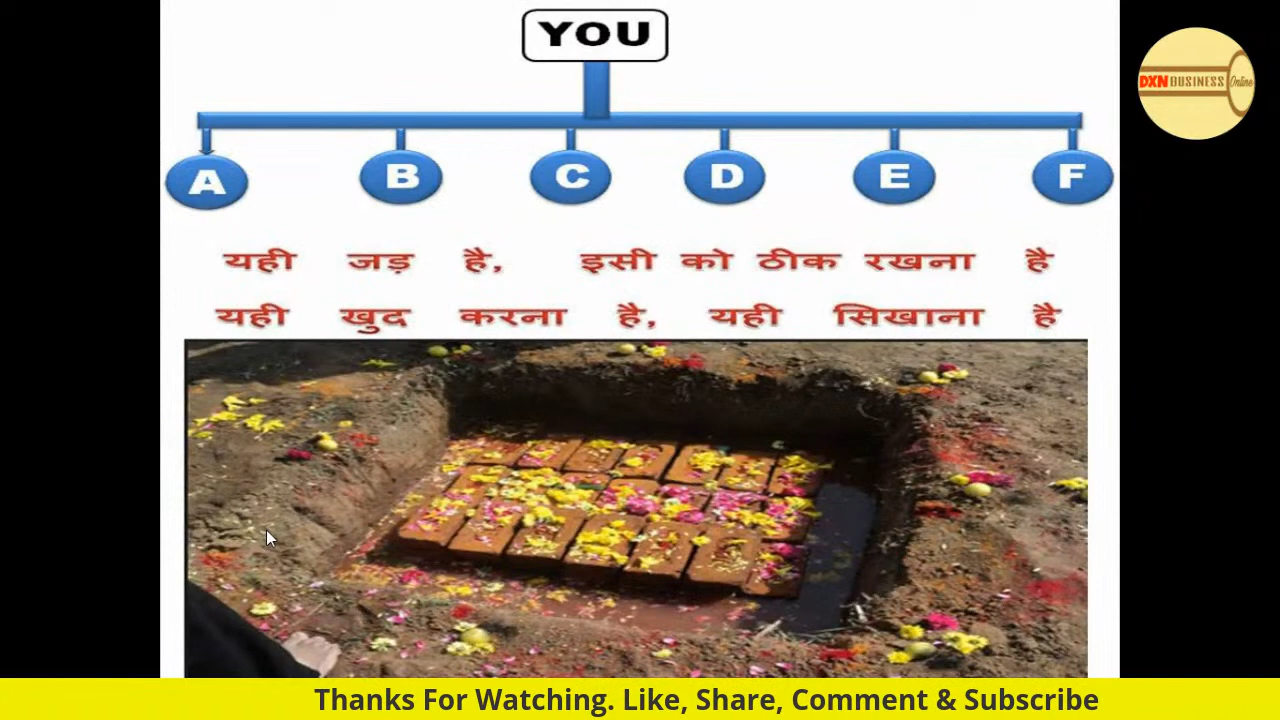 YOU
DXN BUSINESS Online
A B C D E F
यही जड़ है, इसी को ठीक रखना है
यही खुद करना है, यही सिखाना है
Thanks For Watching. Like, Share, Comment & Subscribe